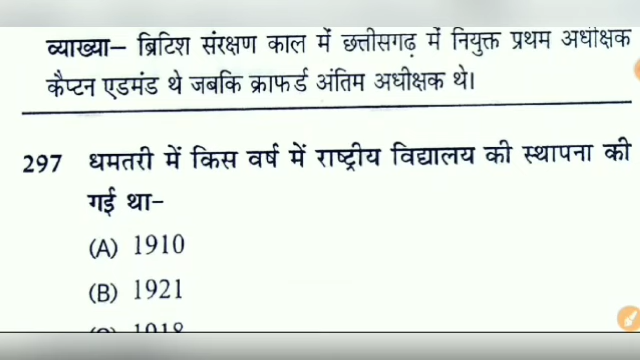 व्याख्या– ब्रिटिश संरक्षण काल में छत्तीसगढ़ में नियुक्त प्रथम अधीक्षक
कैप्टन एडमंड थे जबकि क्राफर्ड अंतिम अधीक्षक थे।
297 धमतरी में किस वर्ष में राष्ट्रीय विद्यालय की स्थापना की
गई था–
(A) 1910
(B) 1921
(C) 1918